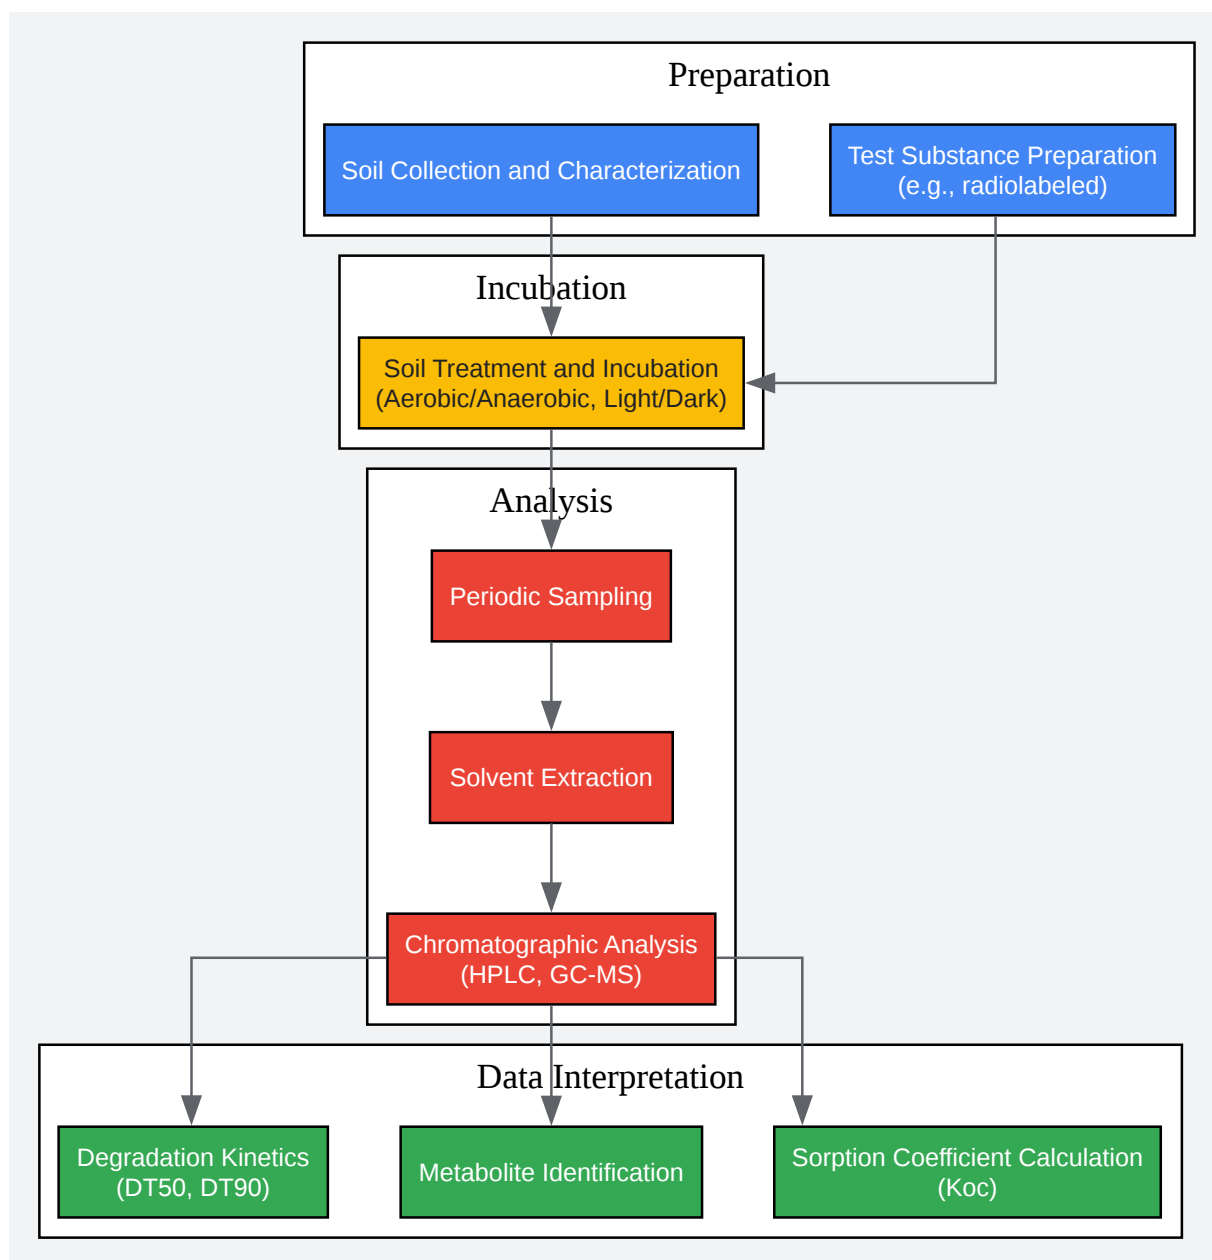 Preparation
Soil Collection and Characterization
Test Substance Preparation
(e.g., radiolabeled)
Incubation
Soil Treatment and Incubation
(Aerobic/Anaerobic, Light/Dark)
Analysis
Periodic Sampling
Solvent Extraction
Chromatographic Analysis
(HPLC, GC-MS)
Data Interpretation
Degradation Kinetics
(DT50, DT90)
Metabolite Identification
Sorption Coefficient Calculation
(Koc)